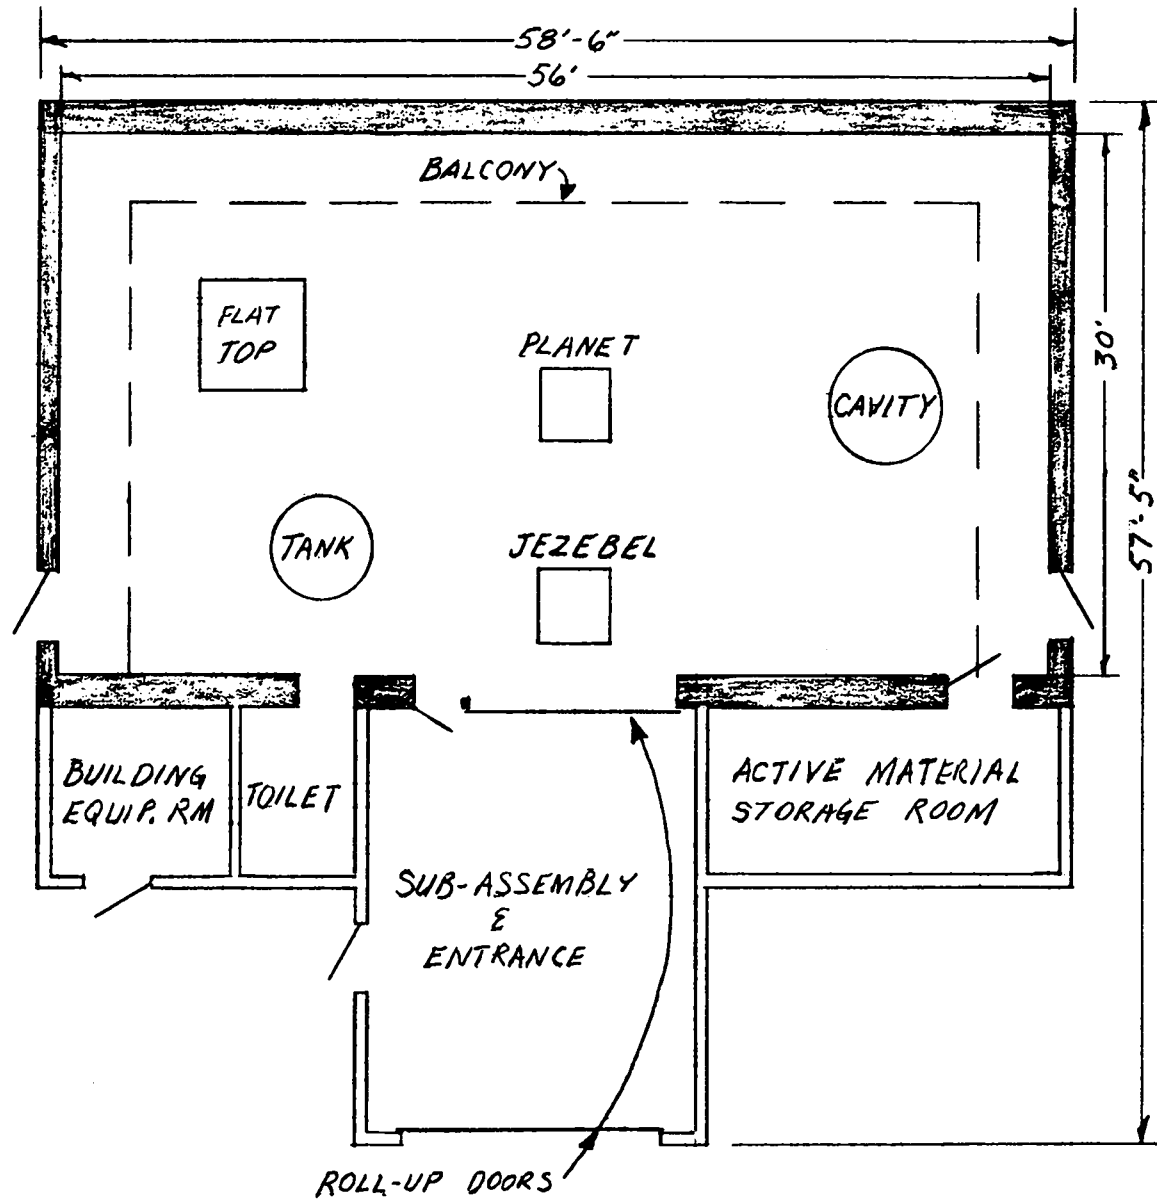 58'-6"
56'
BALCONY
FLAT
TOP
PLANET
CAVITY
30'
TANK
JEZEBEL
57'-5"
BUILDING
EQUIP. RM
TOILET
ACTIVE MATERIAL
STORAGE ROOM
SUB-ASSEMBLY
&
ENTRANCE
ROLL-UP DOORS